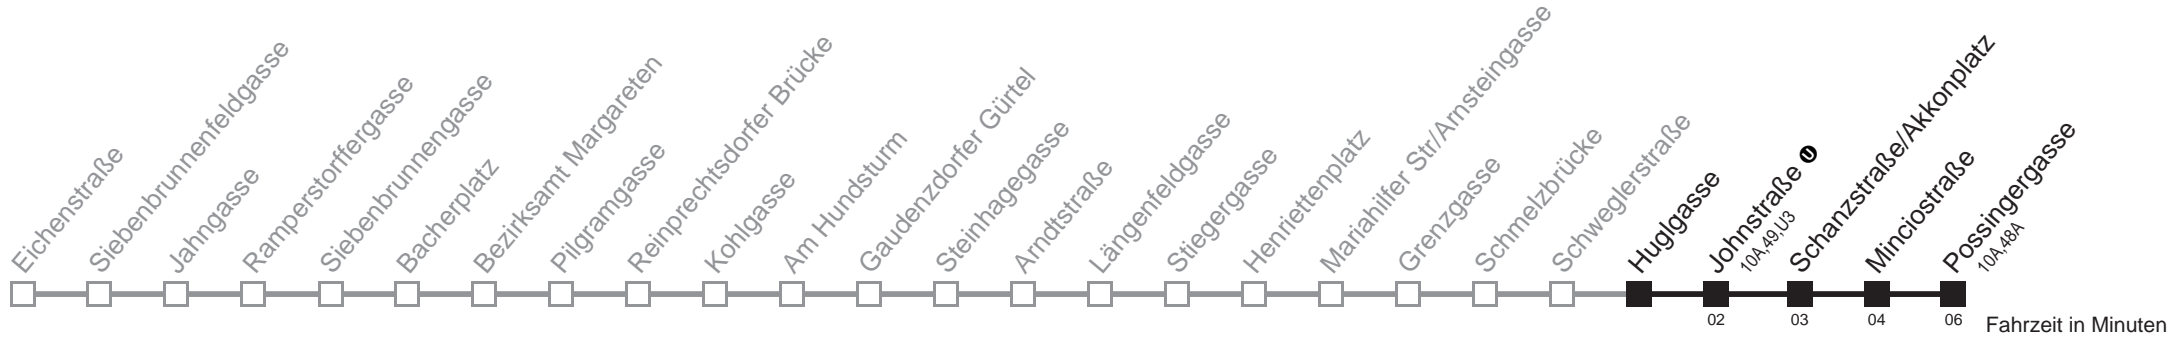 Eichenstraße
Siebenbrunnenfeldgasse
Jahngasse
Ramperstorffergasse
Siebenbrunnengasse
Bacherplatz
Bezirksamt Margareten
Pilgramgasse
Reinprechtsdorfer Brücke
Kohlgasse
Am Hundsturm
Gaudenzdorfer Gürtel
Steinhagegasse
Arndtstraße
Längenfeldgasse
Stiegergasse
Henriettenplatz
Mariahilfer Str/Arnsteingasse
Grenzgasse
Schmelzbrücke
Schweglerstraße
Huglgasse
Johnstraße U
10A,49,U3
Schanzstraße/Akkonplatz
Minciostraße
Possingergasse
10A,48A
02
03
04
06
Fahrzeit in Minuten